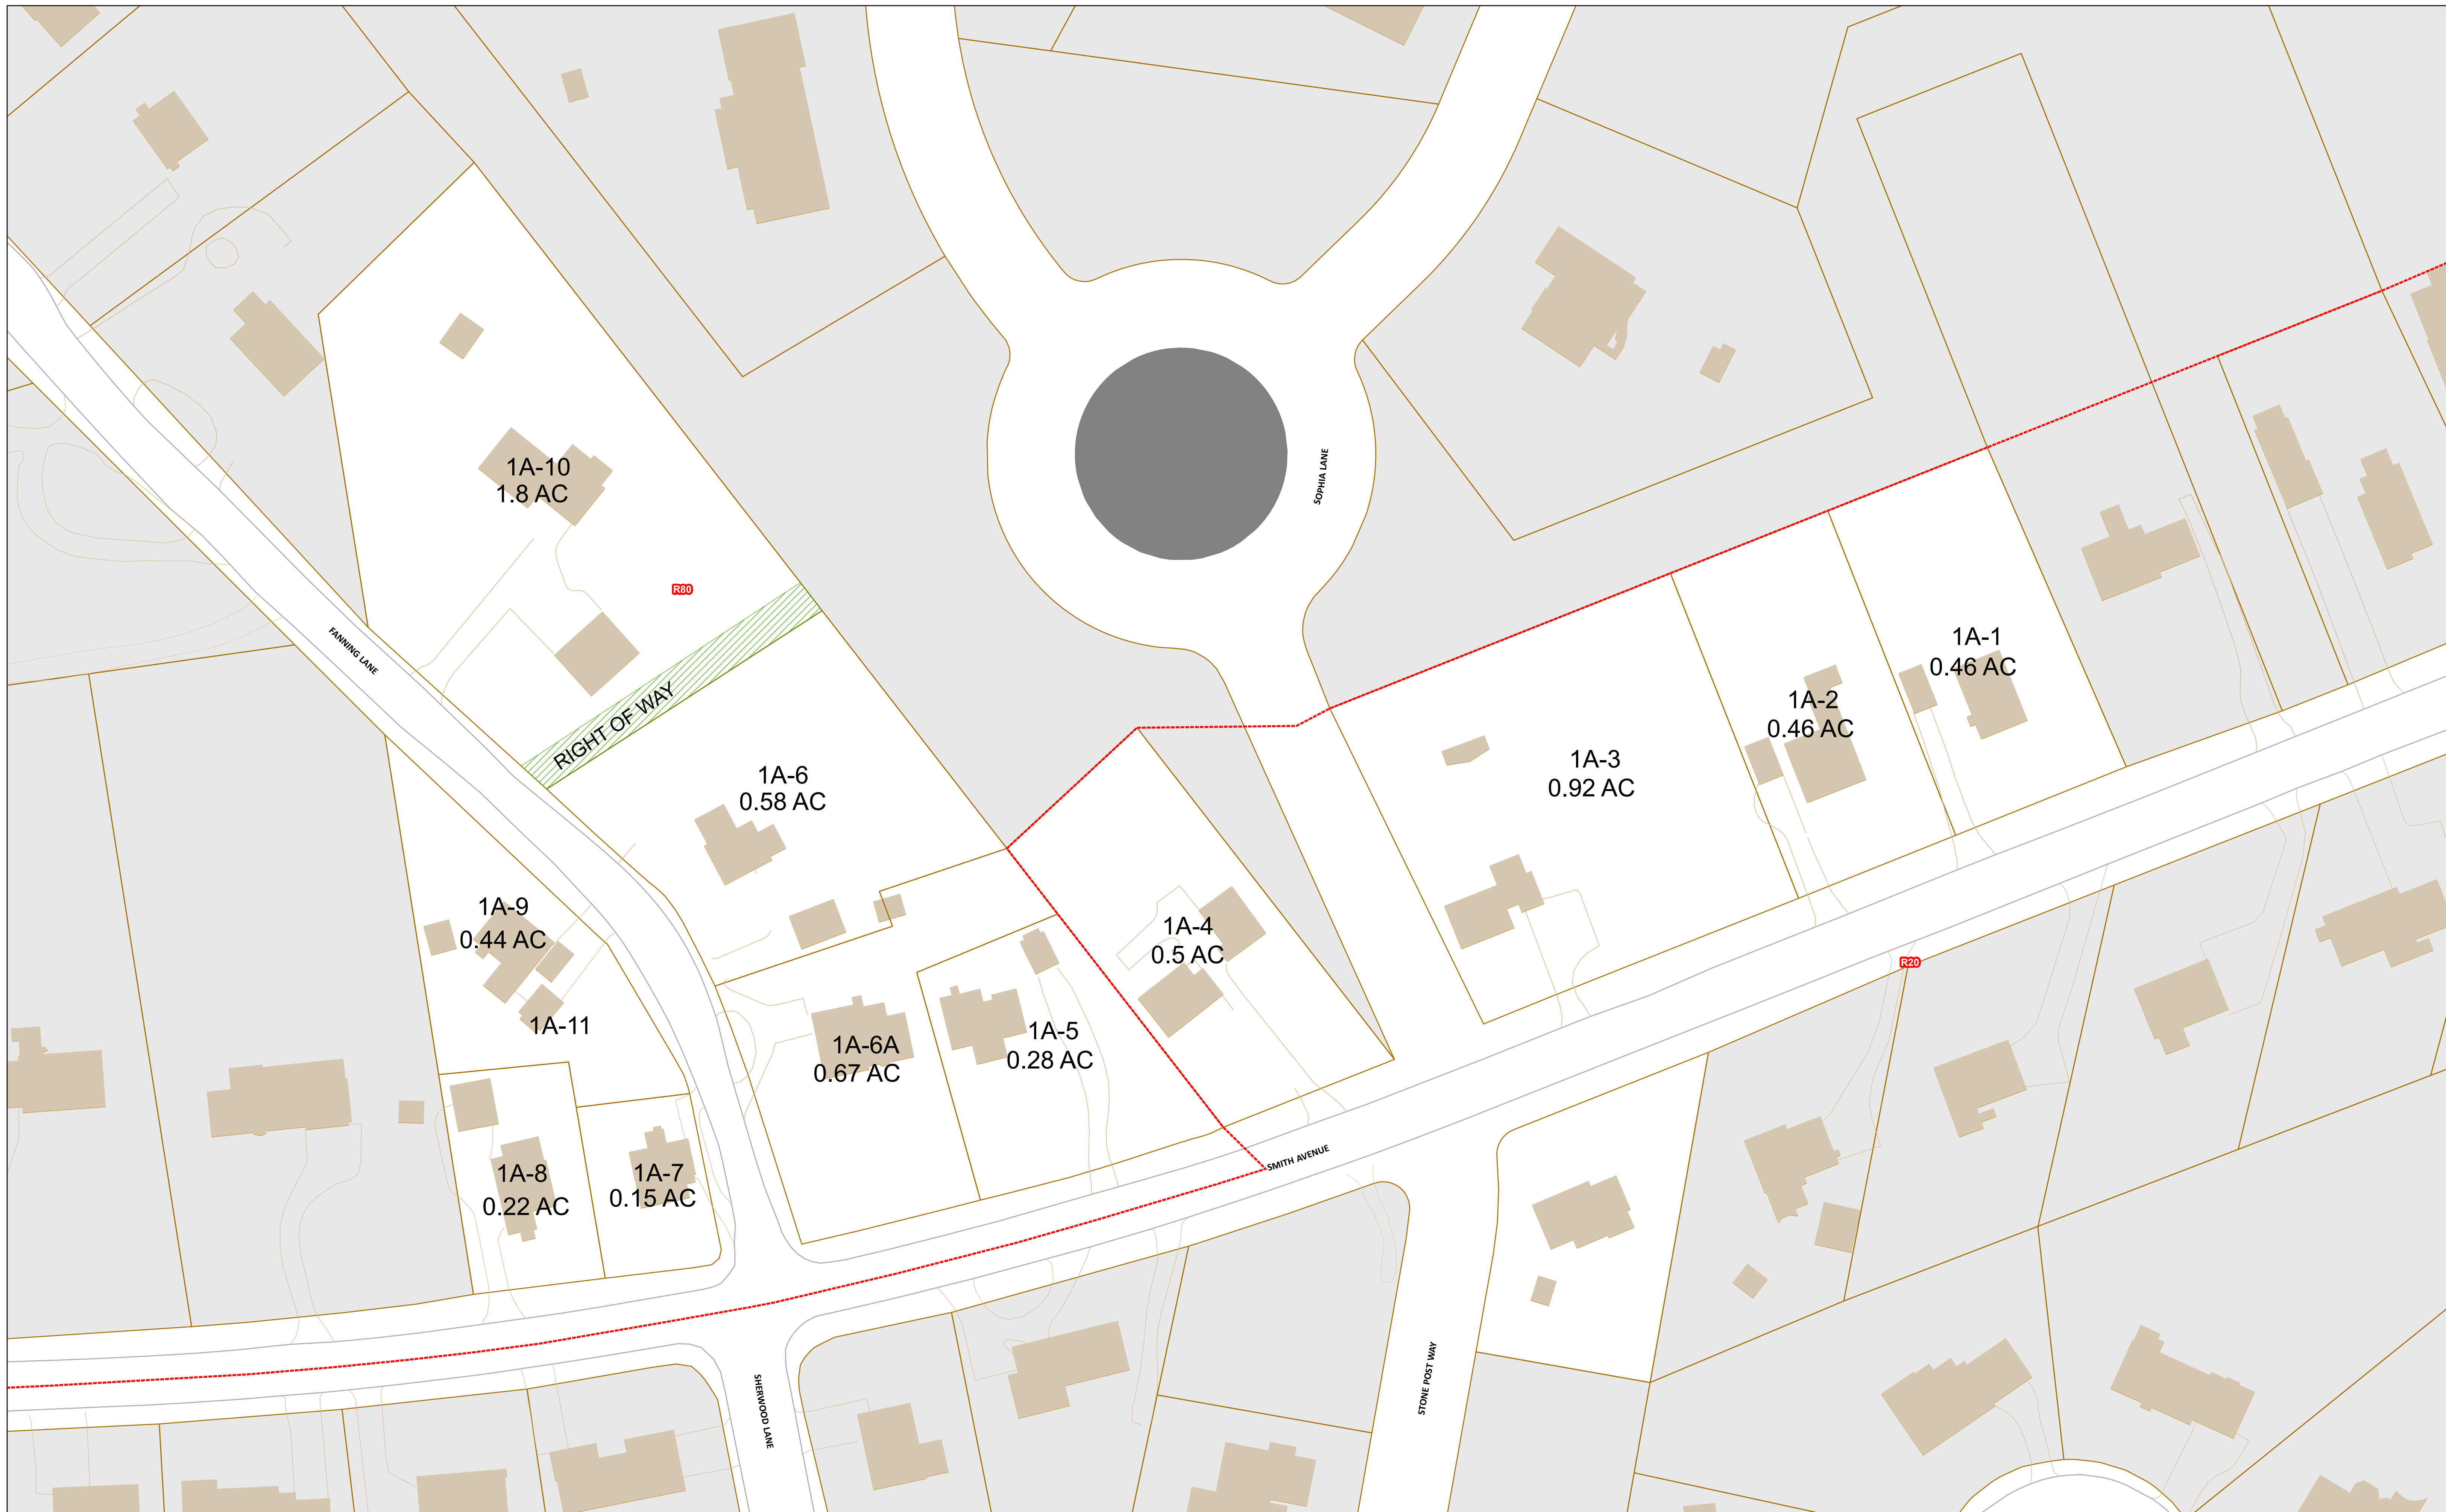 1A-10
1.8 AC
SOPHIA LANE
R80
FANNING LANE
RIGHT OF WAY
1A-1
0.46 AC
1A-2
0.46 AC
1A-3
0.92 AC
1A-6
0.58 AC
1A-9
0.44 AC
1A-4
0.5 AC
R20
1A-11
1A-6A
0.67 AC
1A-5
0.28 AC
1A-8
0.22 AC
1A-7
0.15 AC
SMITH AVENUE
SHERWOOD LANE
STONE POST WAY